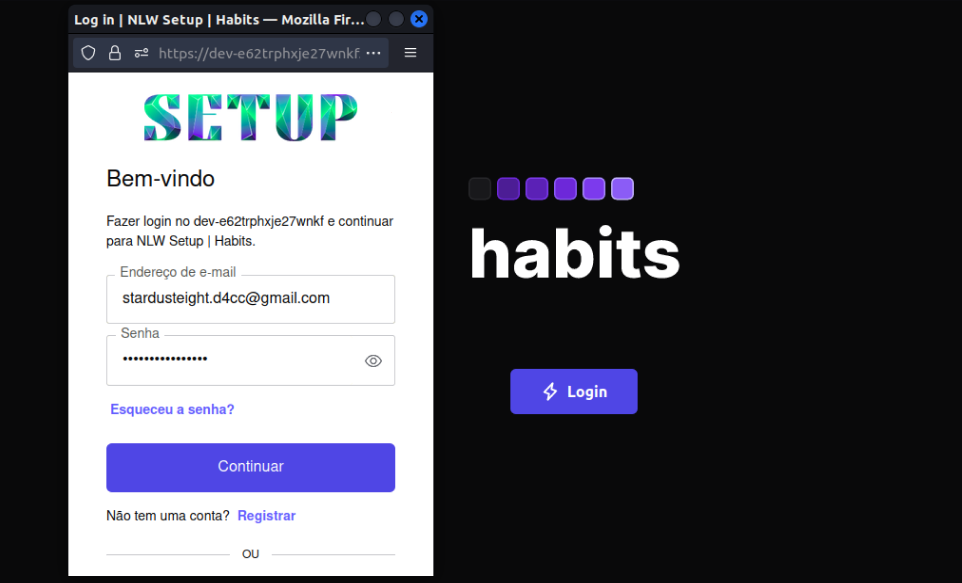 Log in | NLW Setup | Habits — Mozilla Fir...
https://dev-e62trphxje27wnkf.
SETUP
Bem-vindo
Fazer login no dev-e62trphxje27wnkf e continuar
para NLW Setup | Habits.
Endereço de e-mail
stardusteight.d4cc@gmail.com
Senha
••••••••••••••••
Esqueceu a senha?
Continuar
Não tem uma conta? Registrar
OU
habits
Login